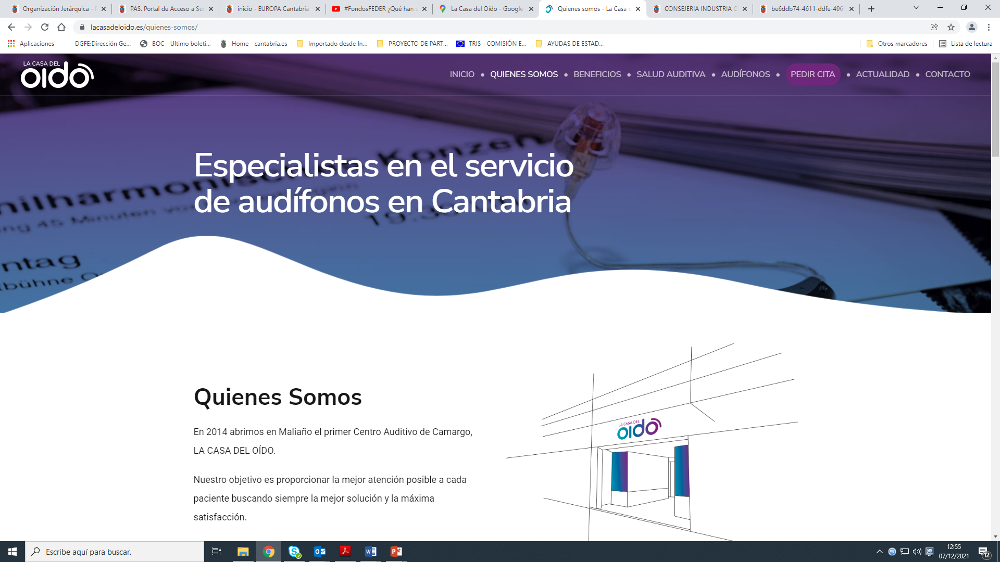 Organización Jerárquica -
PAS. Portal de Acceso a Se
inicio - EUROPA Cantabria
#FondosFEDER ¿Qué han s
La Casa del Oído - Google
Quienes somos - La Casa
CONSEJERIA INDUSTRIA
be6ddb74-4611-ddfe-496
lacasadeloido.es/quienes-somos/
Aplicaciones
DGFE:Dirección Ge...
BOC - Ultimo boleti...
Home - cantabria.es
Importado desde In...
PROYECTO DE PART...
TRIS - COMISIÓN E...
AYUDAS DE ESTAD...
Otros marcadores
Lista de lectura
LA CASA DEL
oido
INICIO • QUIENES SOMOS • BENEFICIOS • SALUD AUDITIVA • AUDÍFONOS • PEDIR CITA • ACTUALIDAD • CONTACTO
Especialistas en el servicio
de audífonos en Cantabria
Konzert
19:30
ntag
bühne
Quienes Somos
En 2014 abrimos en Maliaño el primer Centro Auditivo de Camargo,
LA CASA DEL OÍDO.
Nuestro objetivo es proporcionar la mejor atención posible a cada
paciente buscando siempre la mejor solución y la máxima
satisfacción.
LA CASA DEL
oido
Escribe aquí para buscar.
12:55
07/12/2021
12